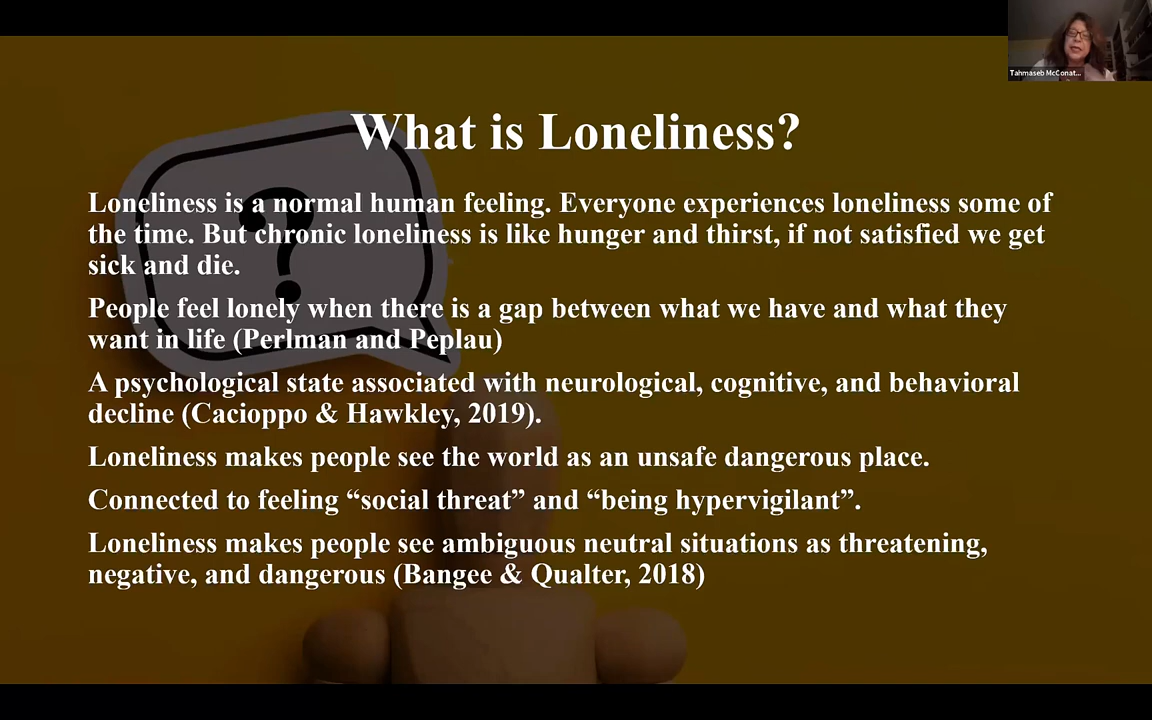 Tahmaseb McConat...
What is Loneliness?
Loneliness is a normal human feeling. Everyone experiences loneliness some of
the time. But chronic loneliness is like hunger and thirst, if not satisfied we get
sick and die.
People feel lonely when there is a gap between what we have and what they
want in life (Perlman and Peplau)
A psychological state associated with neurological, cognitive, and behavioral
decline (Cacioppo & Hawkley, 2019).
Loneliness makes people see the world as an unsafe dangerous place.
Connected to feeling “social threat” and “being hypervigilant”.
Loneliness makes people see ambiguous neutral situations as threatening,
negative, and dangerous (Bangee & Qualter, 2018)
?